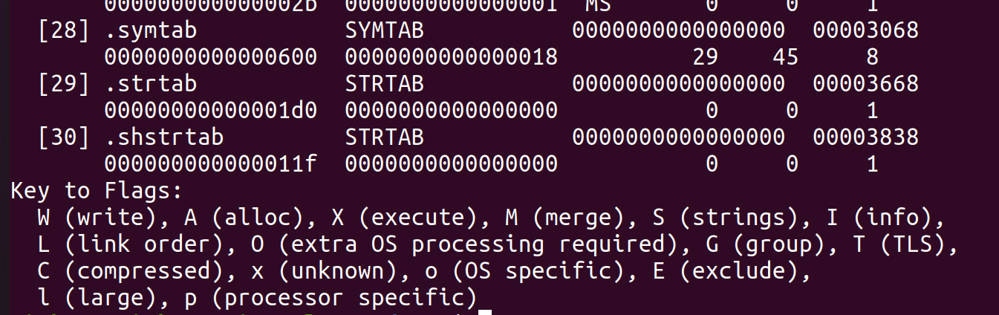 000000000000002b  0000000000000001  MS       0     0     1
  [28] .symtab           SYMTAB           0000000000000000  00003068
       0000000000000600  0000000000000018          29    45     8
  [29] .strtab           STRTAB           0000000000000000  00003668
       00000000000001d0  0000000000000000           0     0     1
  [30] .shstrtab         STRTAB           0000000000000000  00003838
       000000000000011f  0000000000000000           0     0     1
Key to Flags:
  W (write), A (alloc), X (execute), M (merge), S (strings), I (info),
  L (link order), O (extra OS processing required), G (group), T (TLS),
  C (compressed), x (unknown), o (OS specific), E (exclude),
  l (large), p (processor specific)